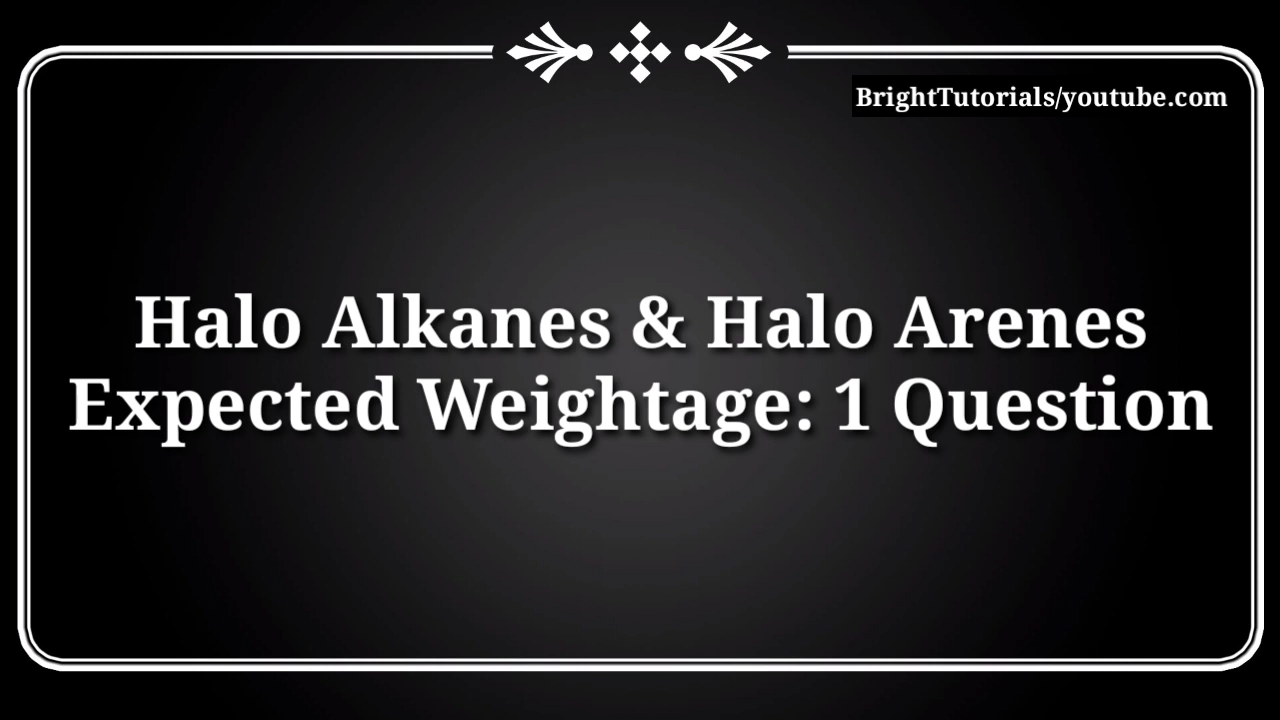 BrightTutorials/youtube.com
Halo Alkanes & Halo Arenes
Expected Weightage: 1 Question